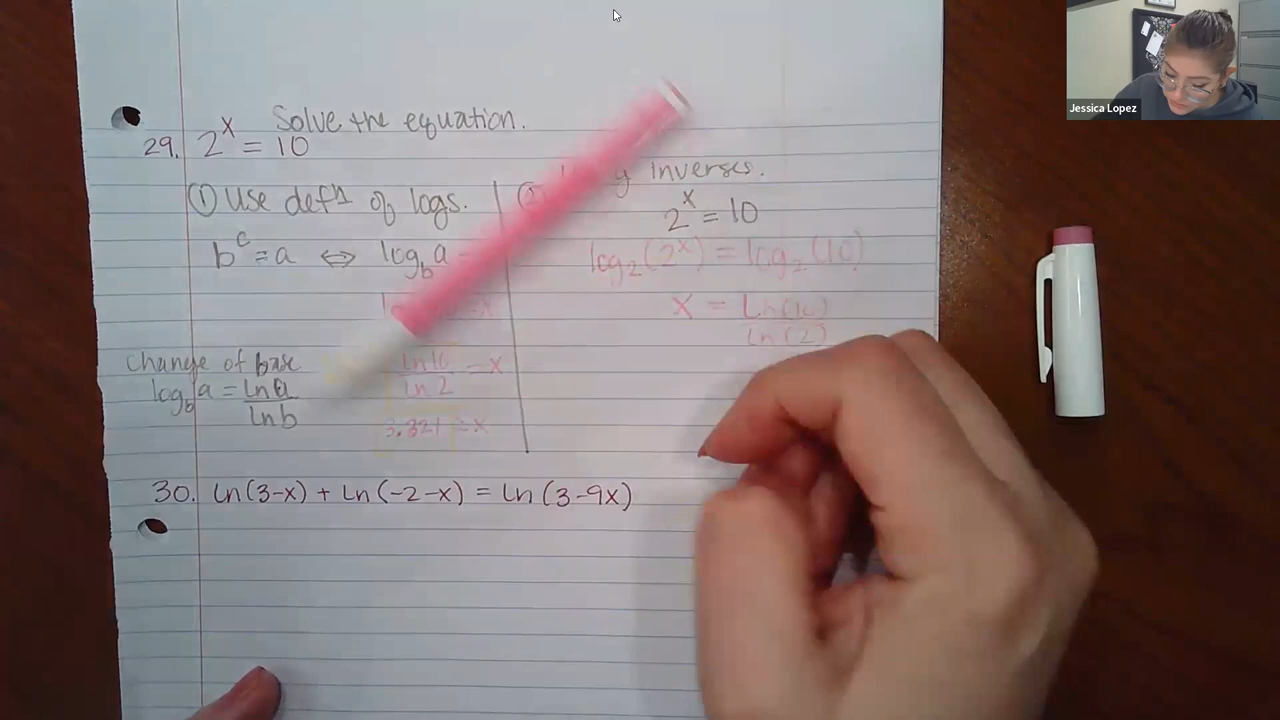 Jessica Lopez
Solve the equation.
29. 2^x = 10
① Use defn of logs.
b^c = a ⇔ log_b a
= x
Change of base
log_b a = ln a / ln b
ln 10 / ln 2 = x
3.321 = x
inverses.
2^x = 10
log_2(2^x) = log_2(10)
x = ln(10) / ln(2)
30. ln(3-x) + ln(-2-x) = ln(3-9x)